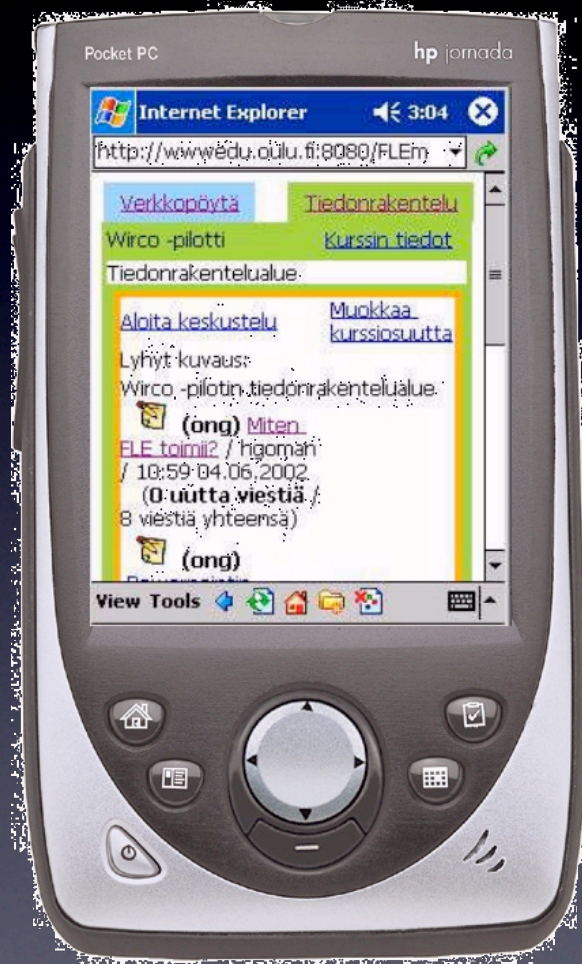 Pocket PC
hp jornada
Internet Explorer 3:04
http://www.edu.oulu.fi:8080/FLEm
Verkkopöytä Tiedonrakentelu
Wirco -pilotti Kurssin tiedot
Tiedonrakentelualue
Aloita keskustelu Muokkaa
kurssiosuutta
Lyhyt kuvaus:
Wirco -pilotin tiedonrakentelualue.
(ong) Miten
FLE toimii? / hgoman
/ 10:59 04.06.2002
(0 uutta viestiä /
8 viestiä yhteensä)
(ong)
View Tools